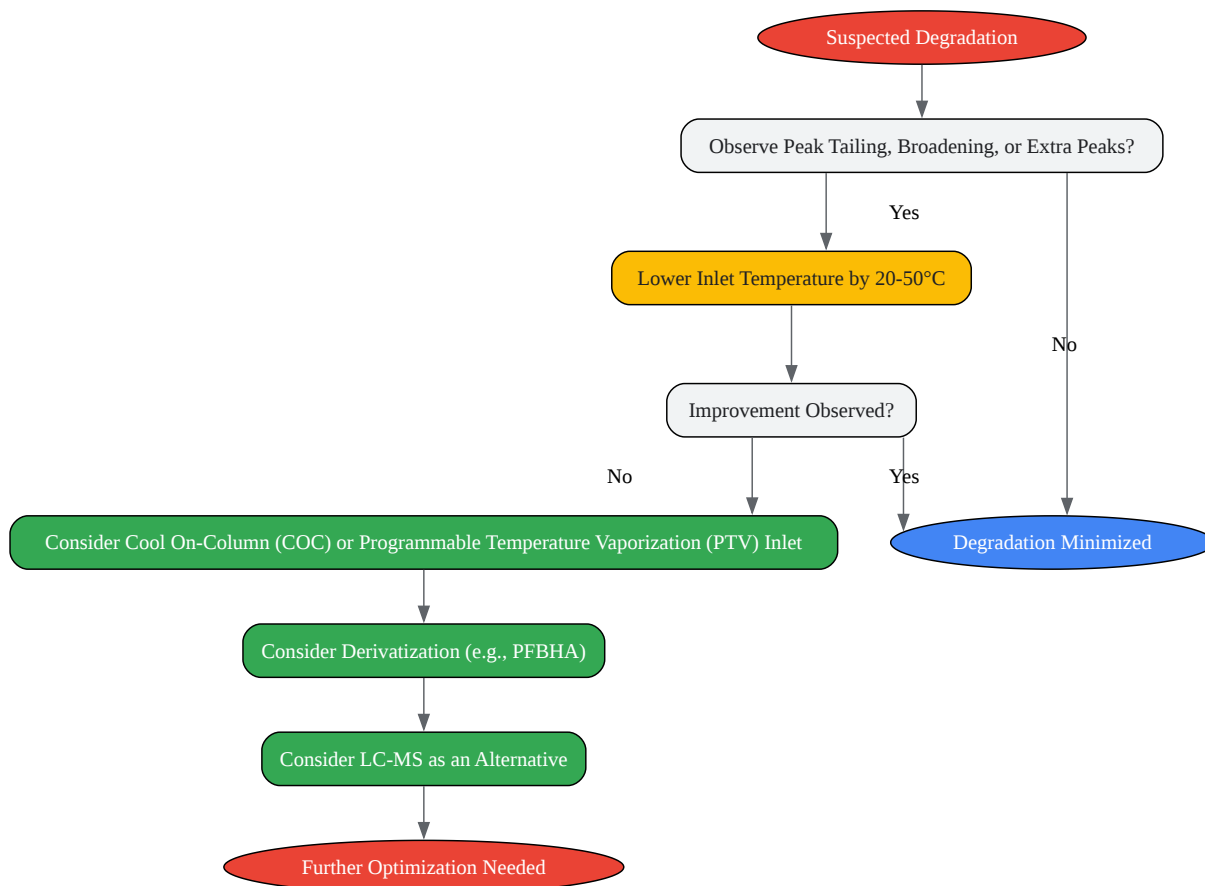 Suspected Degradation
Observe Peak Tailing, Broadening, or Extra Peaks?
Yes
Lower Inlet Temperature by 20-50°C
No
Improvement Observed?
No
Yes
Consider Cool On-Column (COC) or Programmable Temperature Vaporization (PTV) Inlet
Degradation Minimized
Consider Derivatization (e.g., PFBHA)
Consider LC-MS as an Alternative
Further Optimization Needed